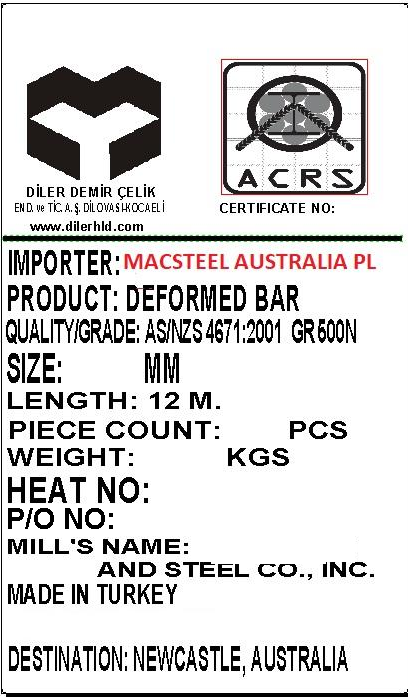 DİLER DEMİR ÇELİK
END. ve TİC. A.Ş. DİLOVASI-KOCAELİ
www.dilerhld.com
ACRS
CERTIFICATE NO:
IMPORTER: MACSTEEL AUSTRALIA PL
PRODUCT: DEFORMED BAR
QUALITY/GRADE: AS/NZS 4671:2001 GR500N
SIZE: MM
LENGTH: 12 M.
PIECE COUNT: PCS
WEIGHT: KGS
HEAT NO:
P/O NO:
MILL'S NAME:
AND STEEL CO., INC.
MADE IN TURKEY
DESTINATION: NEWCASTLE, AUSTRALIA